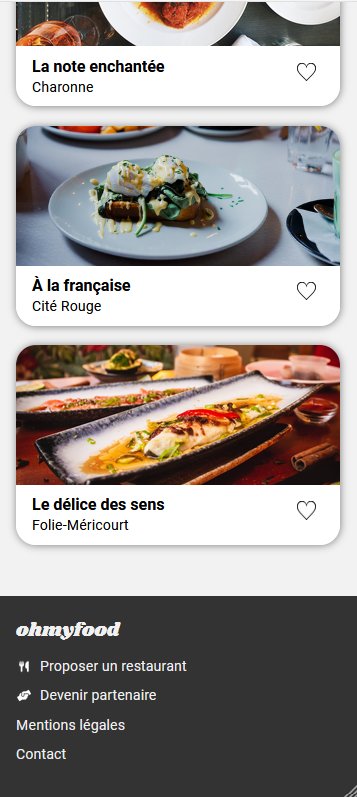 La note enchantée
Charonne
À la française
Cité Rouge
Le délice des sens
Folie-Méricourt
ohmyfood
Proposer un restaurant
Devenir partenaire
Mentions légales
Contact